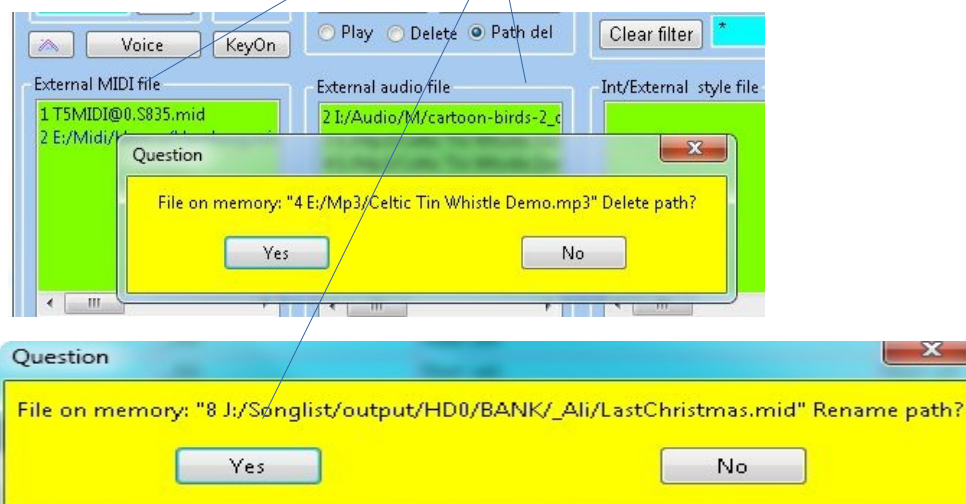 Play Delete Path del
Clear filter *
Voice KeyOn
External MIDI file External audio file Int/External style file
1 T5MIDI@0.S835.mid 2 I:/Audio/M/cartoon-birds-2_c
2 E:/Midi/
Question
File on memory: "4 E:/Mp3/Celtic Tin Whistle Demo.mp3" Delete path?
Yes No
Question
File on memory: "8 J:/Songlist/output/HD0/BANK/_Ali/LastChristmas.mid" Rename path?
Yes No